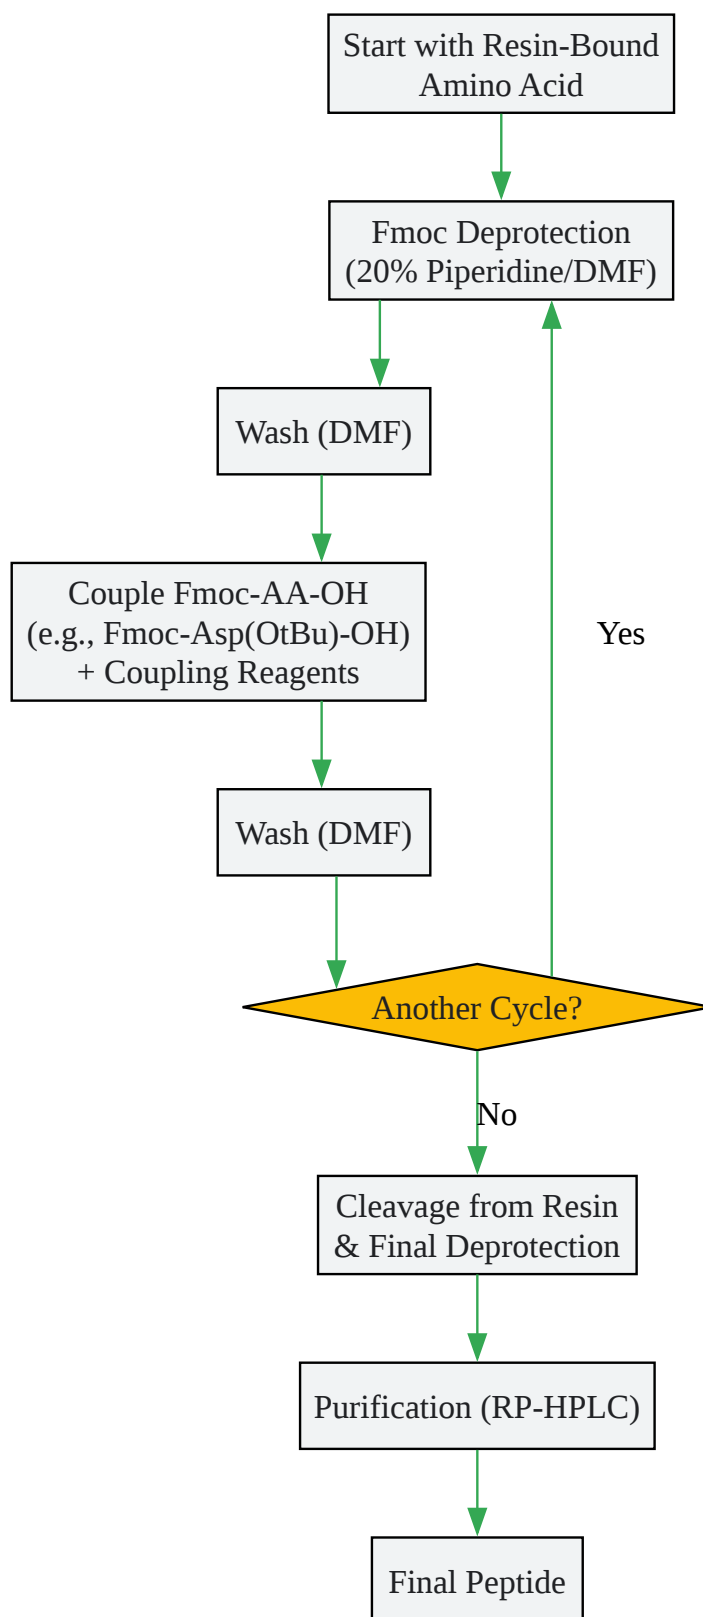 Start with Resin-Bound
Amino Acid
Fmoc Deprotection
(20% Piperidine/DMF)
Wash (DMF)
Couple Fmoc-AA-OH
(e.g., Fmoc-Asp(OtBu)-OH)
+ Coupling Reagents
Yes
Wash (DMF)
Another Cycle?
No
Cleavage from Resin
& Final Deprotection
Purification (RP-HPLC)
Final Peptide